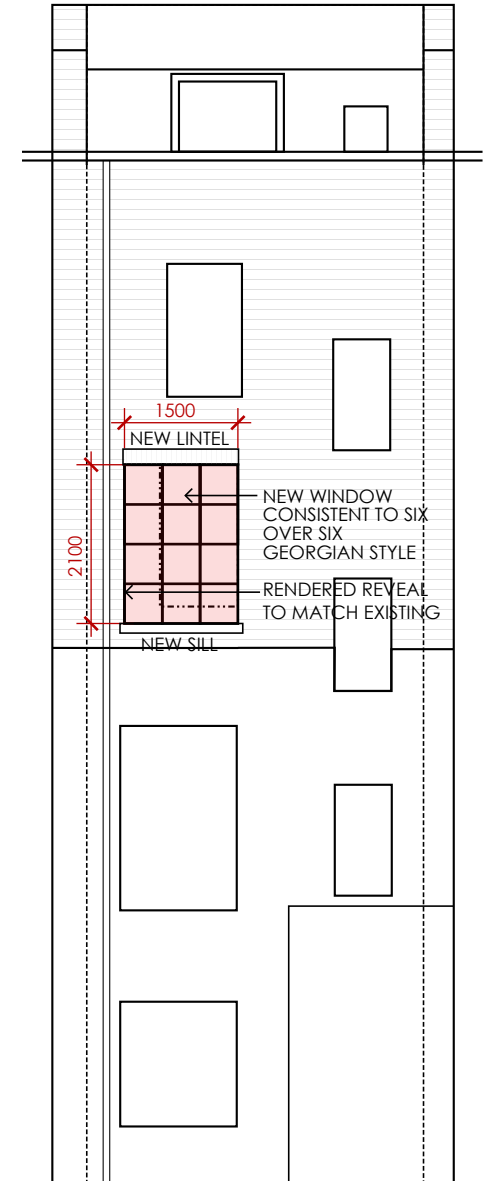 1500
NEW LINTEL
2100
NEW WINDOW
CONSISTENT TO SIX
OVER SIX
GEORGIAN STYLE
RENDERED REVEAL
TO MATCH EXISTING
NEW SILL